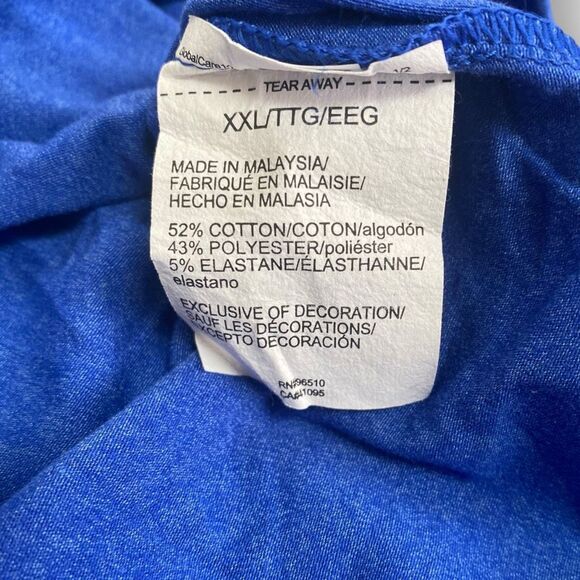 TEAR AWAY
XXL/TTG/EEG
MADE IN MALAYSIA/
FABRIQUÉ EN MALAISIE/
HECHO EN MALASIA
52% COTTON/COTON/algodón
43% POLYESTER/poliéster
5% ELASTANE/ÉLASTHANNE/
elastano
EXCLUSIVE OF DECORATION/
SAUF LES DÉCORATIONS/
EXCEPTO DECORACIÓN